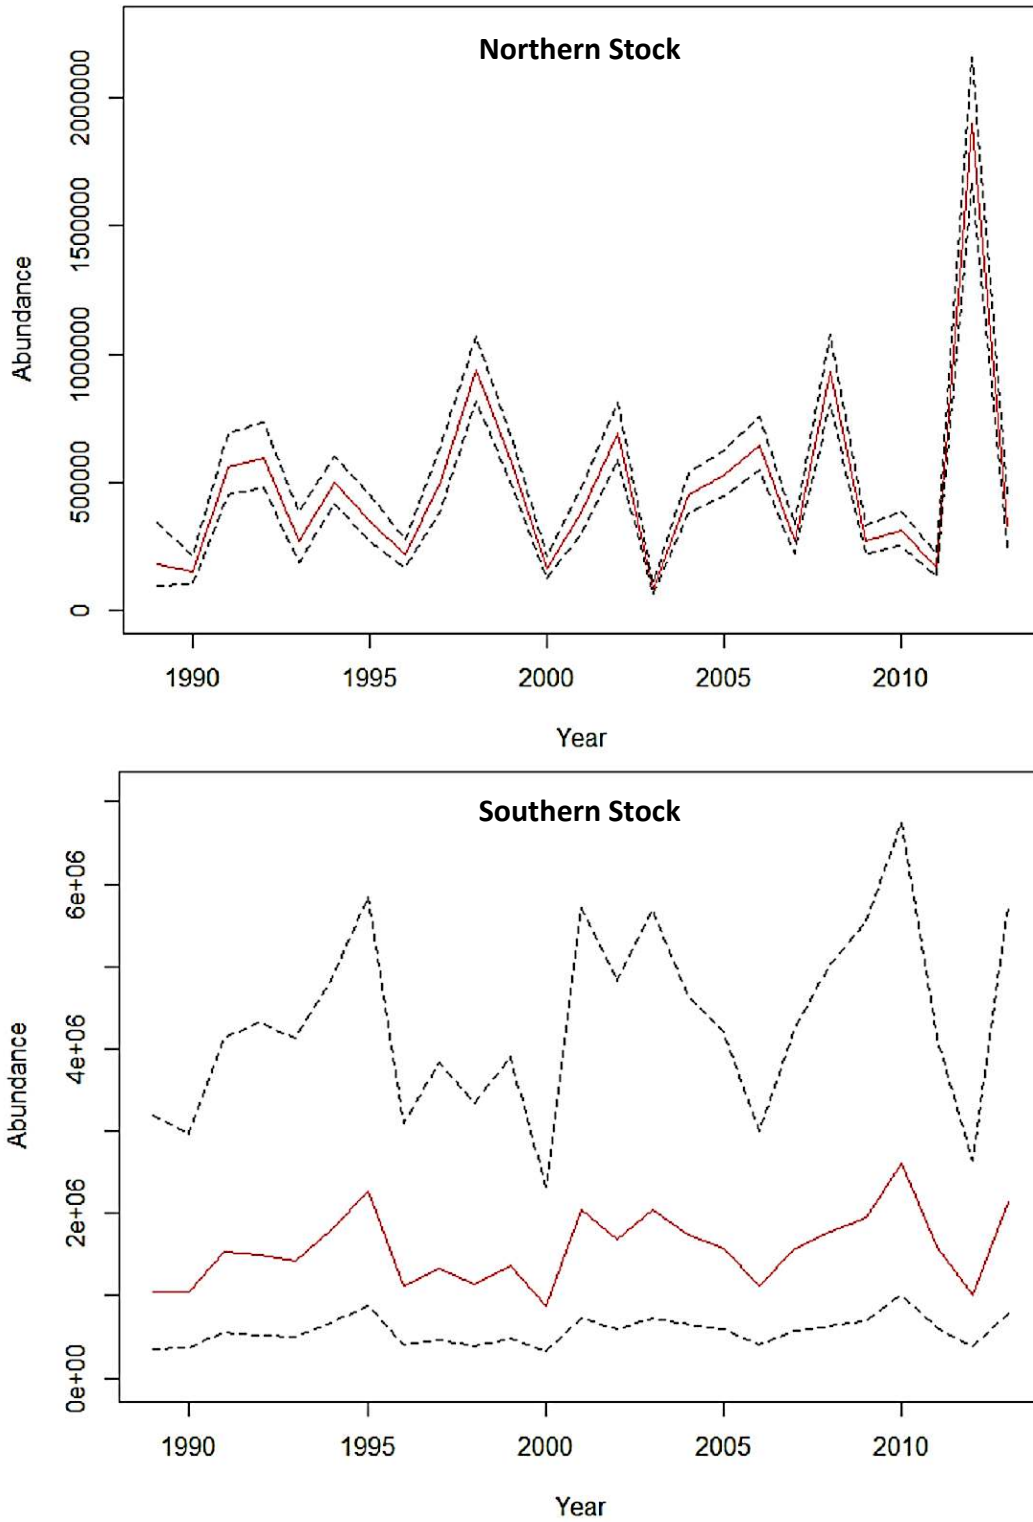 Northern Stock
Abundance
2000000
1500000
1000000
500000
0
1990 1995 2000 2005 2010
Year
Southern Stock
Abundance
6e+06
4e+06
2e+06
0e+00
1990 1995 2000 2005 2010
Year